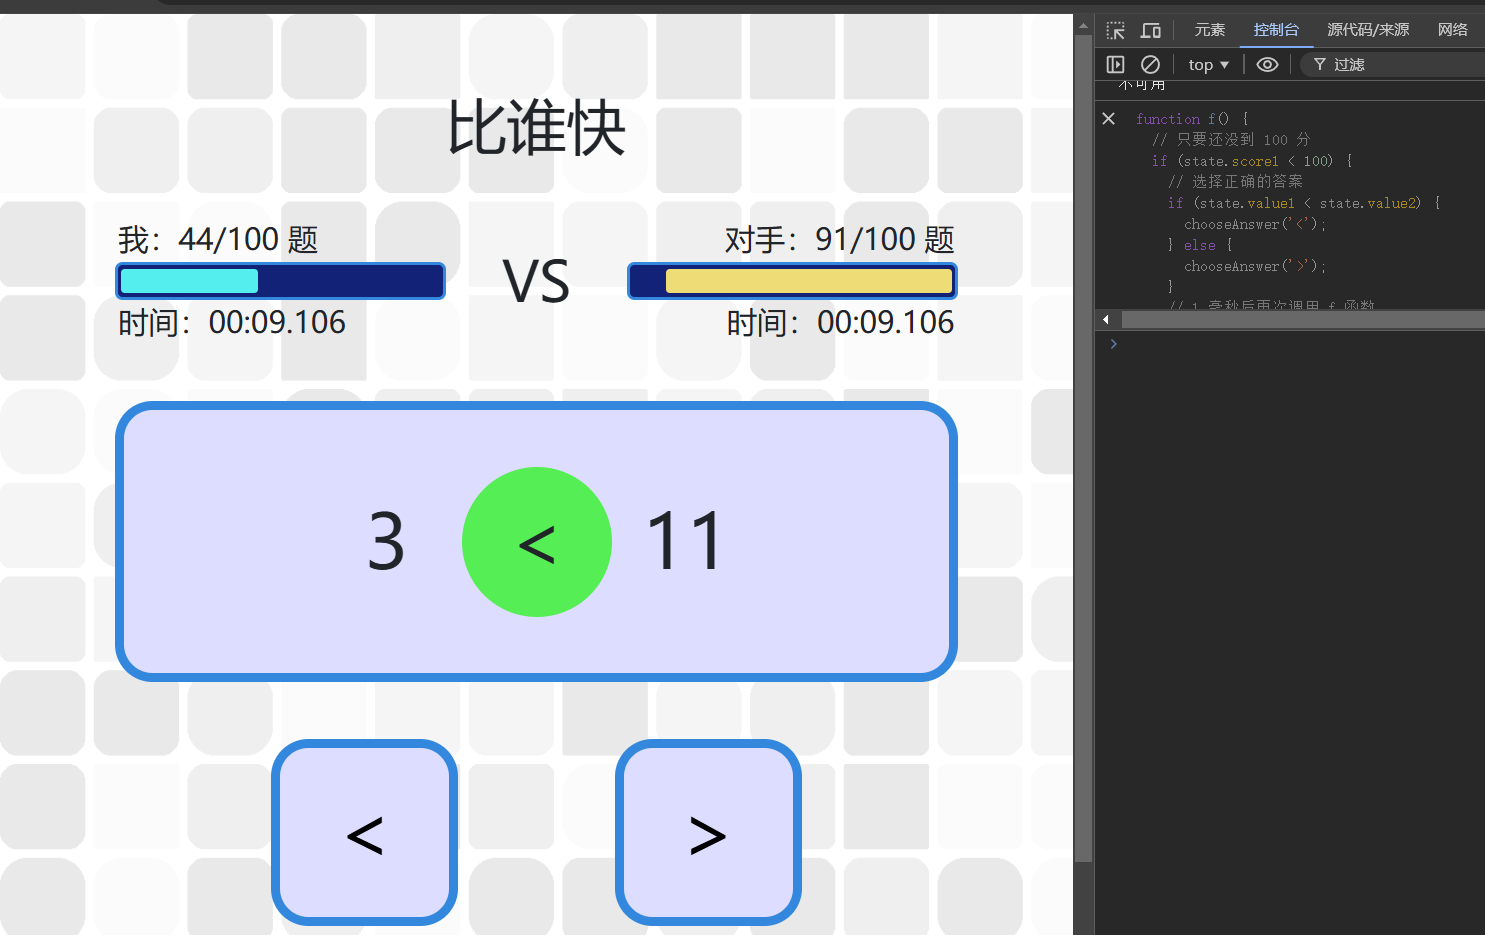 比谁快
我：44/100 题
对手：91/100 题
VS
时间：00:09.106
时间：00:09.106
3
<
11
<
>
元素
控制台
源代码/来源
网络
top
过滤
不可用
function f() {
// 只要还没到 100 分
if (state.score1 < 100) {
// 选择正确的答案
if (state.value1 < state.value2) {
chooseAnswer('<');
} else {
chooseAnswer('>');
}
// 1 毫秒后再次调用 f 函数